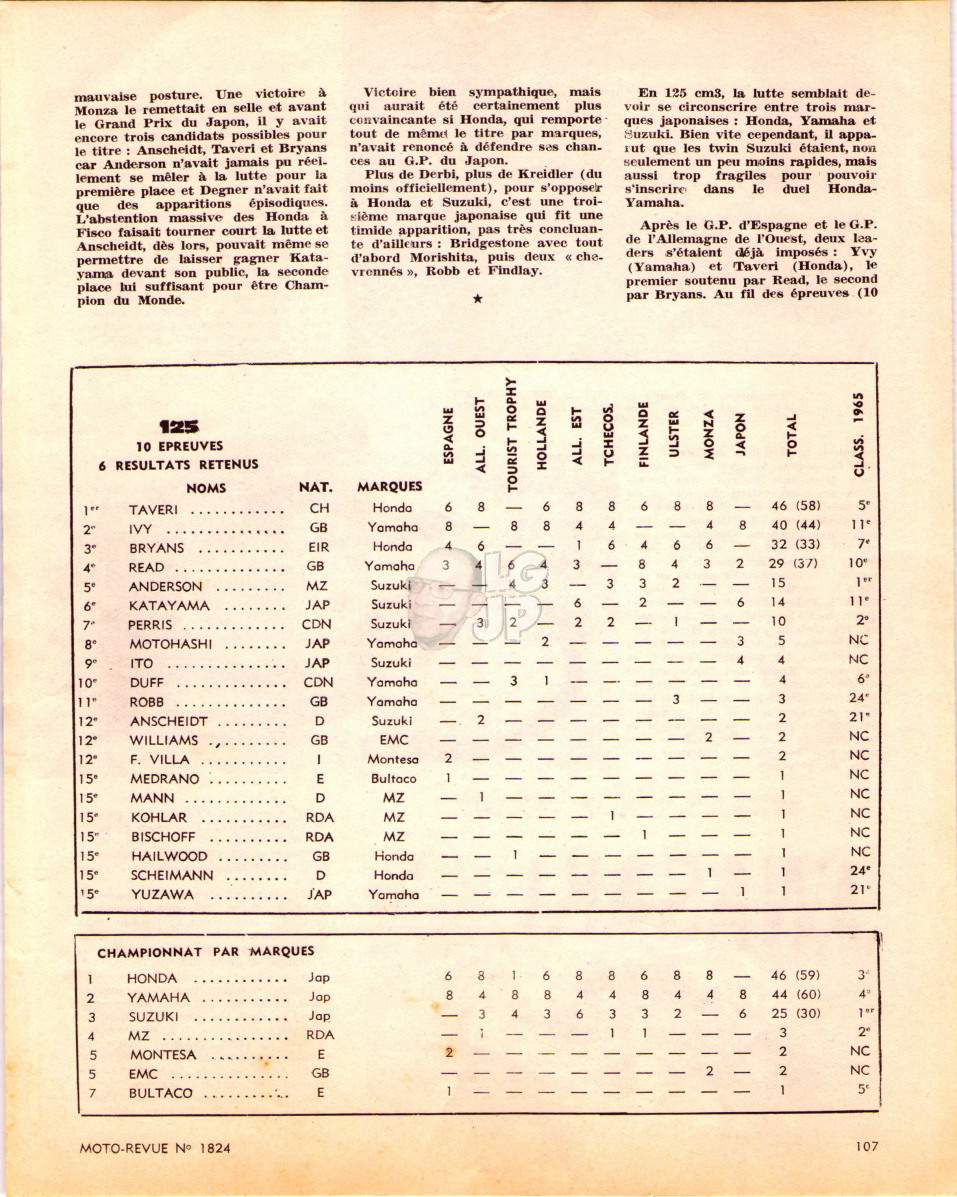 mauvaise posture. Une victoire à
Monza le remettait en selle et avant
le Grand Prix du Japon, il y avait
encore trois candidats possibles pour
le titre : Anscheidt, Taveri et Bryans
car Anderson n'avait jamais pu réel-
lement se mêler à la lutte pour la
première place et Degner n'avait fait
que des apparitions épisodiques.
L'abstention massive des Honda à
Fisco faisait tourner court la lutte et
Anscheidt, dès lors, pouvait même se
permettre de laisser gagner Kata-
yama devant son public, la seconde
place lui suffisant pour être Cham-
pion du Monde.
Victoire bien sympathique, mais
qui aurait été certainement plus
convaincante si Honda, qui remporte
tout de même le titre par marques,
n'avait renoncé à défendre ses chan-
ces au G.P. du Japon.
Plus de Derbi, plus de Kreidler (du
moins officiellement), pour s'opposer
à Honda et Suzuki, c'est une troi-
sième marque japonaise qui fit une
timide apparition, pas très concluan-
te d'ailleurs : Bridgestone avec tout
d'abord Morishita, puis deux « che-
vronnés », Robb et Findlay.
★
En 125 cm3, la lutte semblait de-
voir se circonscrire entre trois mar-
ques japonaises : Honda, Yamaha et
Suzuki. Bien vite cependant, il appa-
rut que les twin Suzuki étaient, non
seulement un peu moins rapides, mais
aussi trop fragiles pour pouvoir
s'inscrire dans le duel Honda-
Yamaha.
Après le G.P. d'Espagne et le G.P.
de l'Allemagne de l'Ouest, deux lea-
ders s'étaient déjà imposés : Yvy
(Yamaha) et Taveri (Honda), le
premier soutenu par Read, le second
par Bryans. Au fil des épreuves (10
125
10 EPREUVES
6 RESULTATS RETENUS
NOMS NAT. MARQUES ESPAGNE ALL. OUEST TOURIST TROPHY HOLLANDE ALL. EST TCHECOS. FINLANDE ULSTER MONZA JAPON TOTAL CLASS. 1965
1er TAVERI ............ CH Honda 6 8 — 6 8 8 6 8 8 — 46 (58) 5e
2e IVY ............... GB Yamaha 8 — 8 8 4 4 — — 4 8 40 (44) 11e
3e BRYANS ........... EIR Honda 4 6 — — 1 6 4 6 6 — 32 (33) 7e
4e READ .............. GB Yamaha 3 4 6 4 3 — 8 4 3 2 29 (37) 10e
5e ANDERSON ......... MZ Suzuki — — 4 3 — 3 3 2 — — 15 1er
6e KATAYAMA ........ JAP Suzuki — — — — 6 — 2 — — 6 14 11e
7e PERRIS ............. CDN Suzuki — 3 2 — 2 2 — 1 — — 10 2e
8e MOTOHASHI ........ JAP Yamaha — — — 2 — — — — — 3 5 NC
9e ITO ............... JAP Suzuki — — — — — — — — — 4 4 NC
10e DUFF .............. CDN Yamaha — — 3 1 — — — — — — 4 6e
11e ROBB .............. GB Yamaha — — — — — — — 3 — — 3 24e
12e ANSCHEIDT ......... D Suzuki — 2 — — — — — — — — 2 21e
12e WILLIAMS .......... GB EMC — — — — — — — — 2 — 2 NC
12e F. VILLA ........... I Montesa 2 — — — — — — — — — 2 NC
15e MEDRANO .......... E Bultaco 1 — — — — — — — — — 1 NC
15e MANN ............. D MZ — 1 — — — — — — — — 1 NC
15e KOHLAR ........... RDA MZ — — — — — 1 — — — — 1 NC
15e BISCHOFF .......... RDA MZ — — — — — — 1 — — — 1 NC
15e HAILWOOD ......... GB Honda — — 1 — — — — — — — 1 NC
15e SCHEIMANN ........ D Honda — — — — — — — — 1 — 1 24e
15e YUZAWA .......... JAP Yamaha — — — — — — — — — 1 1 21e
LG
JP
CHAMPIONNAT PAR MARQUES
1 HONDA ............ Jap 6 8 1 6 8 8 6 8 8 — 46 (59) 3e
2 YAMAHA ........... Jap 8 4 8 8 4 4 8 4 4 8 44 (60) 4e
3 SUZUKI ............ Jap — 3 4 3 6 3 3 2 — 6 25 (30) 1er
4 MZ ................ RDA — 1 — — — 1 1 — — — 3 2e
5 MONTESA .......... E 2 — — — — — — — — — 2 NC
5 EMC ............... GB — — — — — — — — 2 — 2 NC
7 BULTACO ........... E 1 — — — — — — — — — 1 5e
MOTO-REVUE No 1824
107